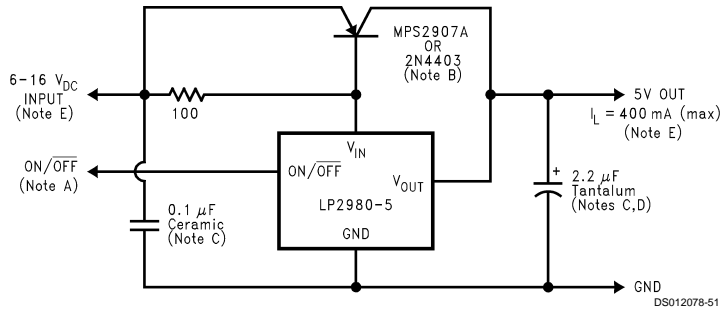 MPS2907A
OR
2N4403
(Note B)
6-16 V_DC
INPUT
(Note E)
100
5V OUT
I_L = 400 mA (max)
(Note E)
ON/O̅F̅F̅
(Note A)
V_IN
ON/O̅F̅F̅
V_OUT
LP2980-5
GND
0.1 μF
Ceramic
(Note C)
+
2.2 μF
Tantalum
(Notes C,D)
GND
DS012078-51